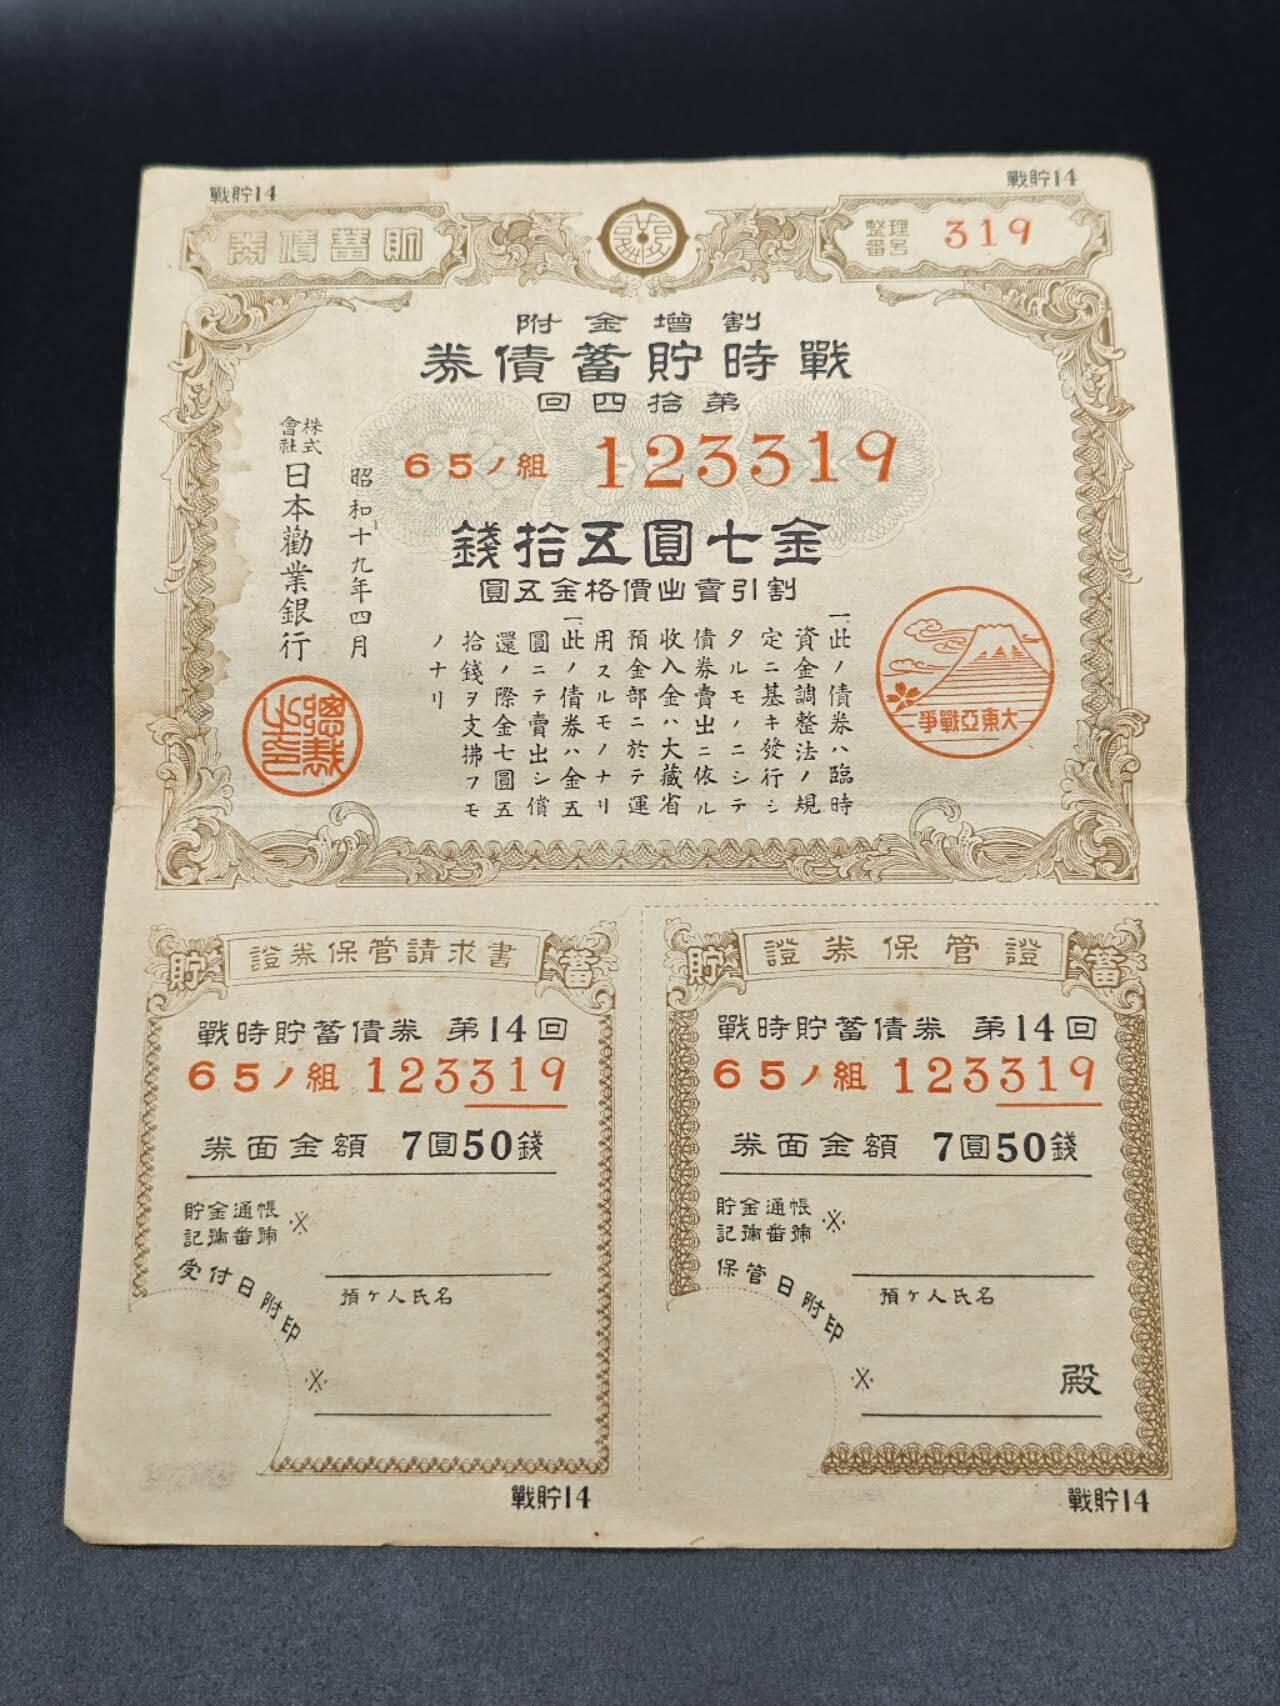 戰貯14
戰貯14
貯蓄債券
整理
番号
319
割增金附
戰時貯蓄債券
第拾四回
65ノ組 123319
金七圓五拾錢
割引賣出價格金五圓
大東亞戰爭
一、此ノ債券ハ臨時
資金調整法ノ規
定ニ基キ發行シ
タルモノニシテ
債券賣出ニ依ル
收入金ハ大藏省
預金部ニ於テ運
用スルモノナリ
一、此ノ債券ハ金五
圓ニテ賣出シ償
還ノ際金七圓五
拾錢ヲ支拂フモ
ノナリ
昭和十九年四月
株式會社
日本勸業銀行
總裁之印
貯 證券保管請求書 蓄
戰時貯蓄債券 第14回
65ノ組 123319
券面金額 7圓50錢
貯金通帳
記號番號 ※
受付日附印
預ケ人氏名
※
戰貯14
貯 證券保管證 蓄
戰時貯蓄債券 第14回
65ノ組 123319
券面金額 7圓50錢
貯金通帳
記號番號 ※
保管日附印
預ケ人氏名
※
殿
戰貯14